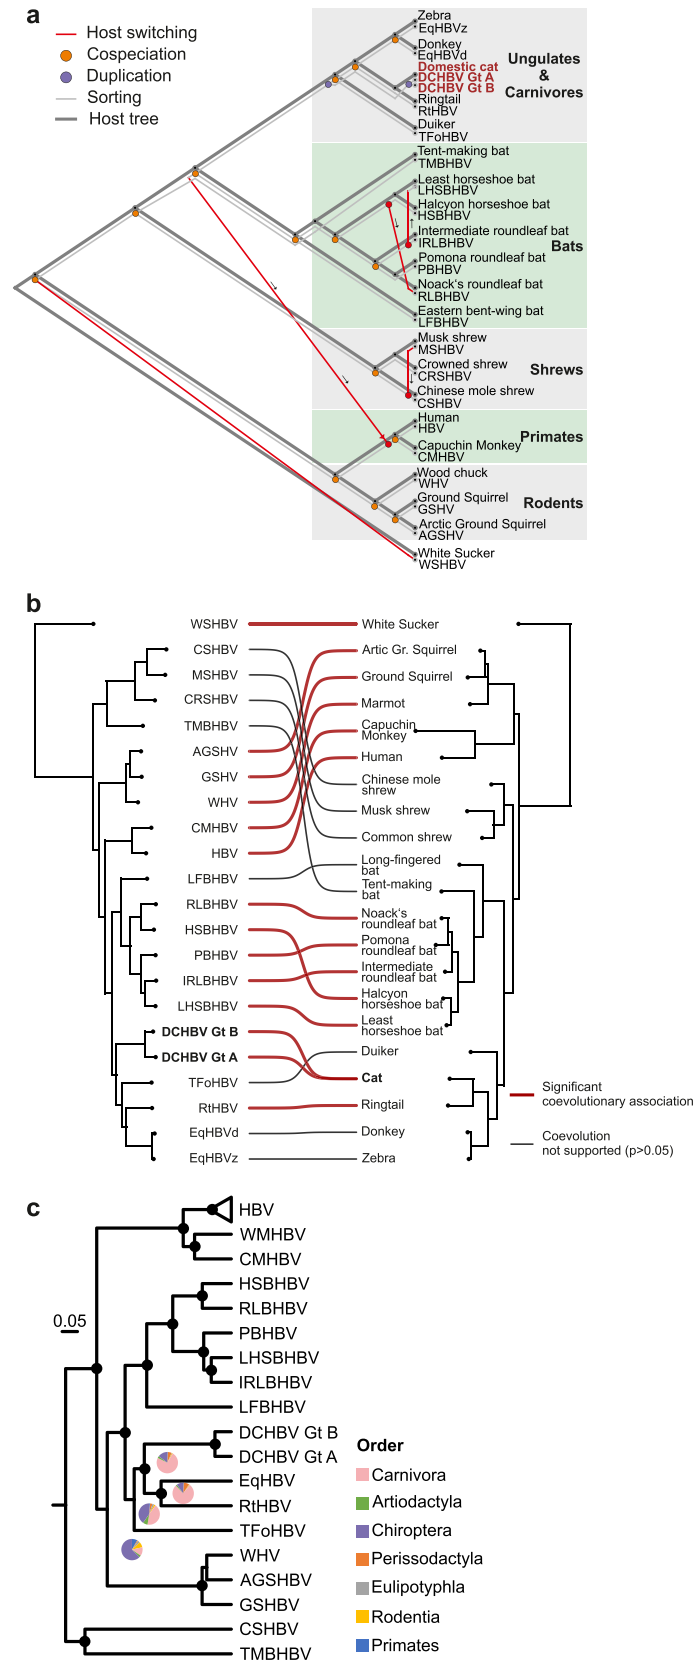 a
Host switching
Cospeciation
Duplication
Sorting
Host tree
Zebra
EqHBVz
Donkey
EqHBVd
Domestic cat
DCHBV Gt A
DCHBV Gt B
Ringtail
RtHBV
Duiker
TFoHBV
Ungulates
&
Carnivores
Tent-making bat
TMBHBV
Least horseshoe bat
LHSBHBV
Halcyon horseshoe bat
HSBHBV
Intermediate roundleaf bat
IRLBHBV
Pomona roundleaf bat
PBHBV
Noack's roundleaf bat
RLBHBV
Eastern bent-wing bat
LFBHBV
Bats
Musk shrew
MSHBV
Crowned shrew
CRSHBV
Chinese mole shrew
CSHBV
Shrews
Human
HBV
Capuchin Monkey
CMHBV
Primates
Wood chuck
WHV
Ground Squirrel
GSHV
Arctic Ground Squirrel
AGSHV
Rodents
White Sucker
WSHBV
b
WSHBV
CSHBV
MSHBV
CRSHBV
TMBHBV
AGSHV
GSHV
WHV
CMHBV
HBV
LFBHBV
RLBHBV
HSBHBV
PBHBV
IRLBHBV
LHSBHBV
DCHBV Gt B
DCHBV Gt A
TFoHBV
RtHBV
EqHBVd
EqHBVz
White Sucker
Artic Gr. Squirrel
Ground Squirrel
Marmot
Capuchin
Monkey
Human
Chinese mole
shrew
Musk shrew
Common shrew
Long-fingered
bat
Tent-making
bat
Noack's
roundleaf bat
Pomona
roundleaf bat
Intermediate
roundleaf bat
Halcyon
horseshoe bat
Least
horseshoe bat
Duiker
Cat
Ringtail
Donkey
Zebra
Significant
coevolutionary association
Coevolution
not supported (p>0.05)
c
0.05
HBV
WMHBV
CMHBV
HSBHBV
RLBHBV
PBHBV
LHSBHBV
IRLBHBV
LFBHBV
DCHBV Gt B
DCHBV Gt A
EqHBV
RtHBV
TFoHBV
WHV
AGSHBV
GSHBV
CSHBV
TMBHBV
Order
Carnivora
Artiodactyla
Chiroptera
Perissodactyla
Eulipotyphla
Rodentia
Primates